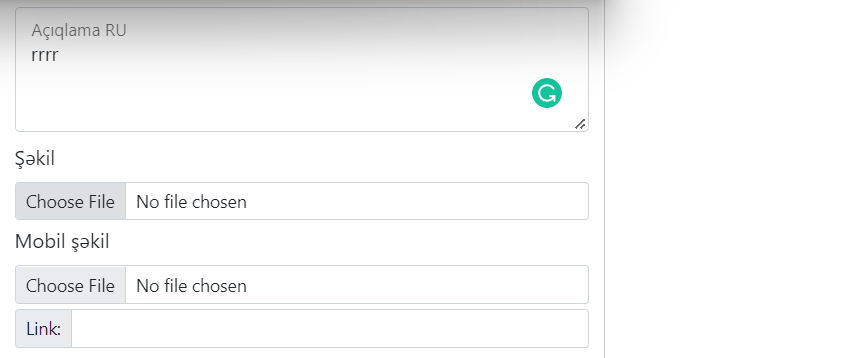 Açıqlama RU
rrrr
Şəkil
Choose File No file chosen
Mobil şəkil
Choose File No file chosen
Link: